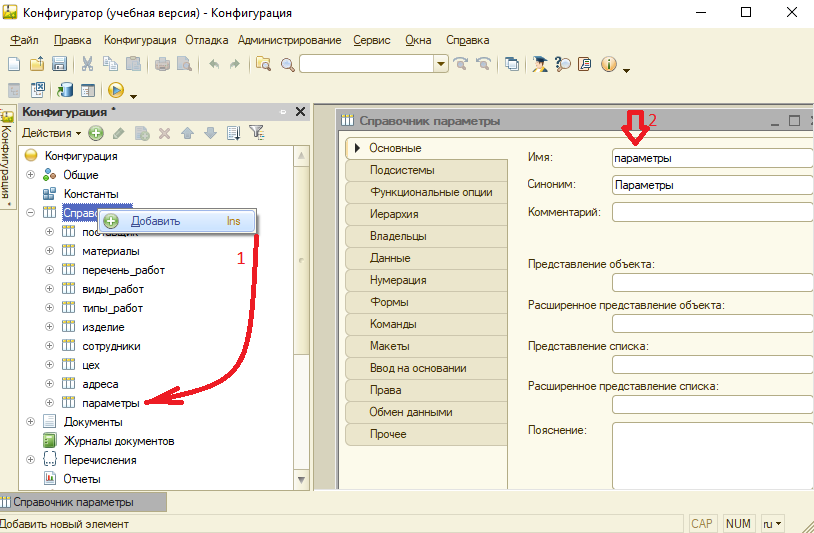 Конфигуратор (учебная версия) - Конфигурация
Файл Правка Конфигурация Отладка Администрирование Сервис Окна Справка
Конфигурация *
Конфигурация *
Действия
Конфигурация
Общие
Константы
Добавить Ins
1
материалы
перечень_работ
виды_работ
типы_работ
изделие
сотрудники
цех
адреса
параметры
Документы
Журналы документов
Перечисления
Отчеты
Справочник параметры
2
Основные
Подсистемы
Функциональные опции
Иерархия
Владельцы
Данные
Нумерация
Формы
Команды
Макеты
Ввод на основании
Права
Обмен данными
Прочее
Имя: параметры
Синоним: Параметры
Комментарий:
Представление объекта:
Расширенное представление объекта:
Представление списка:
Расширенное представление списка:
Пояснение:
Справочник параметры
Добавить новый элемент CAP NUM ru